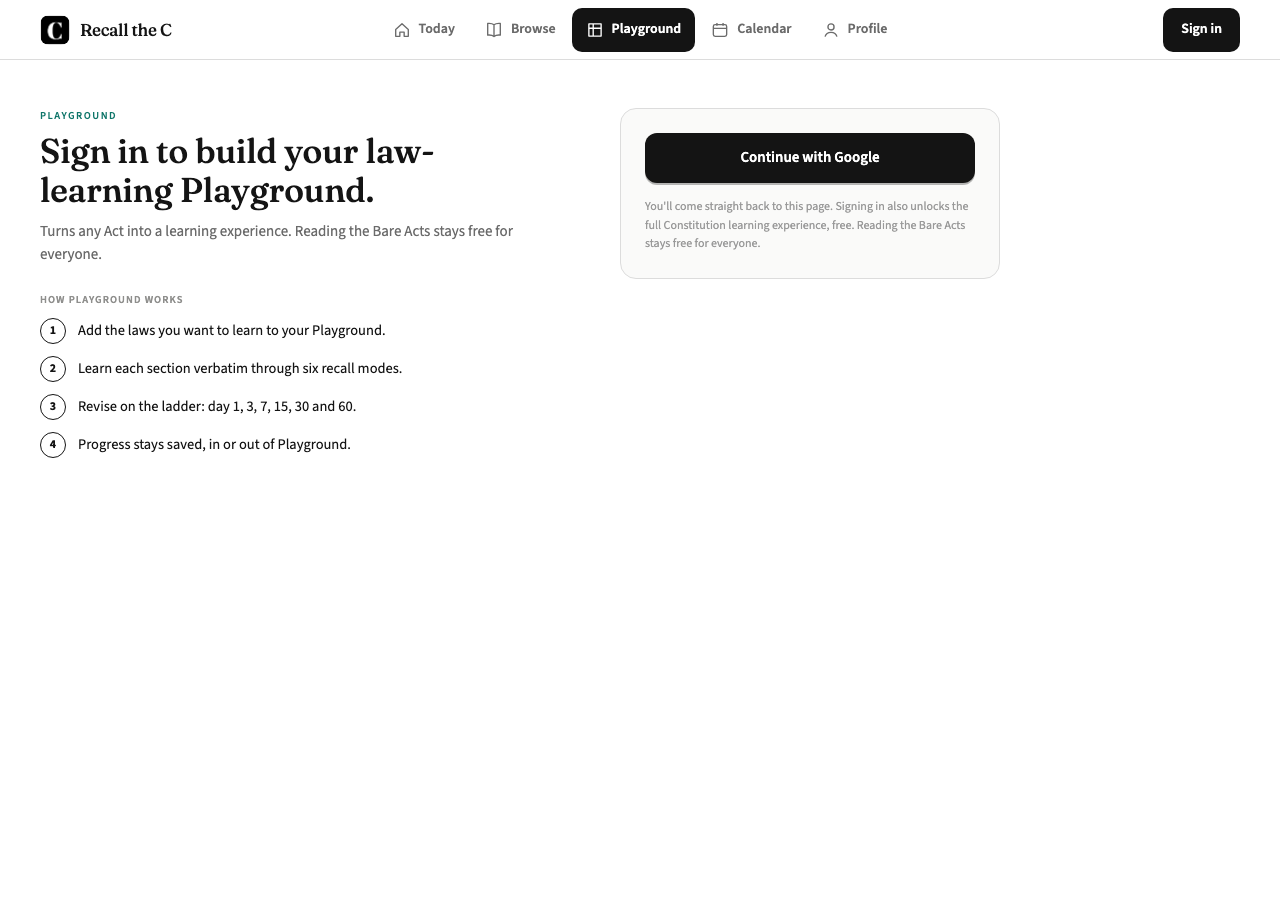 C Recall the C
Today
Browse
Playground
Calendar
Profile
Sign in
PLAYGROUND
Sign in to build your law-
learning Playground.
Turns any Act into a learning experience. Reading the Bare Acts stays free for
everyone.
HOW PLAYGROUND WORKS
1 Add the laws you want to learn to your Playground.
2 Learn each section verbatim through six recall modes.
3 Revise on the ladder: day 1, 3, 7, 15, 30 and 60.
4 Progress stays saved, in or out of Playground.
Continue with Google
You'll come straight back to this page. Signing in also unlocks the
full Constitution learning experience, free. Reading the Bare Acts
stays free for everyone.